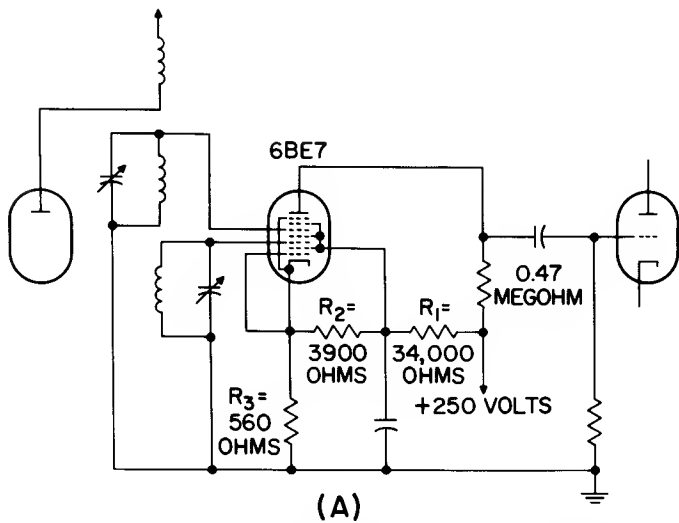 6BE7
R2=
3900
OHMS
R1=
34,000
OHMS
0.47
MEGOHM
+250 VOLTS
R3=
560
OHMS
(A)